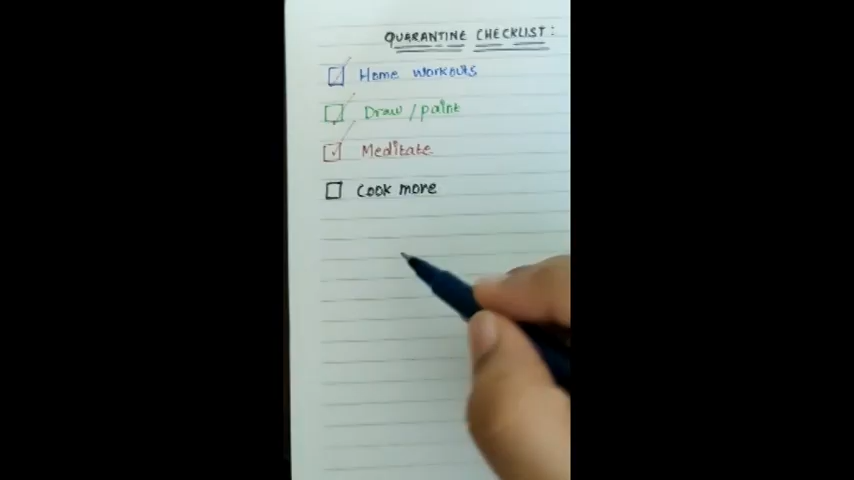 QUARANTINE CHECKLIST:
Home workouts
Draw/paint
Meditate
Cook more